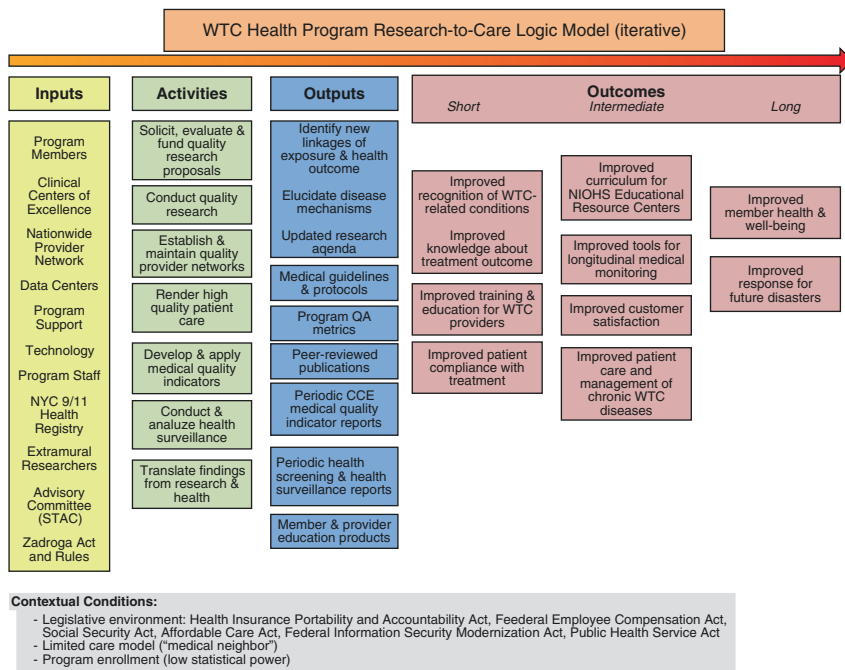 WTC Health Program Research-to-Care Logic Model (iterative)
Inputs
Program
Members
Clinical
Centers of
Excellence
Nationwide
Provider
Network
Data Centers
Program
Support
Technology
Program Staff
NYC 9/11
Health
Registry
Extramural
Researchers
Advisory
Committee
(STAC)
Zadroga Act
and Rules
Activities
Solicit, evaluate &
fund quality
research
proposals
Conduct quality
research
Establish &
maintain quality
provider networks
Render high
quality patient
care
Develop & apply
medical quality
indicators
Conduct &
analuze health
surveillance
Translate findings
from research &
health
Outputs
Identify new
linkages of
exposure & health
outcome
Elucidate disease
mechanisms
Updated research
aqenda
Medical guidelines
& protocols
Program QA
metrics
Peer-reviewed
publications
Periodic CCE
medical quality
indicator reports
Periodic health
screening & health
surveillance reports
Member & provider
education products
Outcomes
Short
Intermediate
Long
Improved
recognition of WTC-
related conditions
Improved
knowledge about
treatment outcome
Improved training &
education for WTC
providers
Improved patient
compliance with
treatment
Improved
curriculum for
NIOHS Educational
Resource Centers
Improved tools for
longitudinal medical
monitoring
Improved customer
satisfaction
Improved patient
care and
management of
chronic WTC
diseases
Improved
member health &
well-being
Improved
response for
future disasters
Contextual Conditions:
- Legislative environment: Health Insurance Portability and Accountability Act, Feederal Employee Compensation Act,
Social Security Act, Affordable Care Act, Federal Information Security Modernization Act, Public Health Service Act
- Limited care model ("medical neighbor")
- Program enrollment (low statistical power)